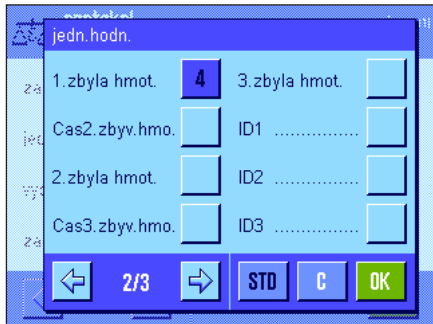 protokol
jedn.hodn.
1.zbyla hmot. 4
3.zbyla hmot.
Cas2.zbyv.hmo.
ID1 ................
2.zbyla hmot.
ID2 ................
Cas3.zbyv.hmo.
ID3 ................
2/3 STD C OK